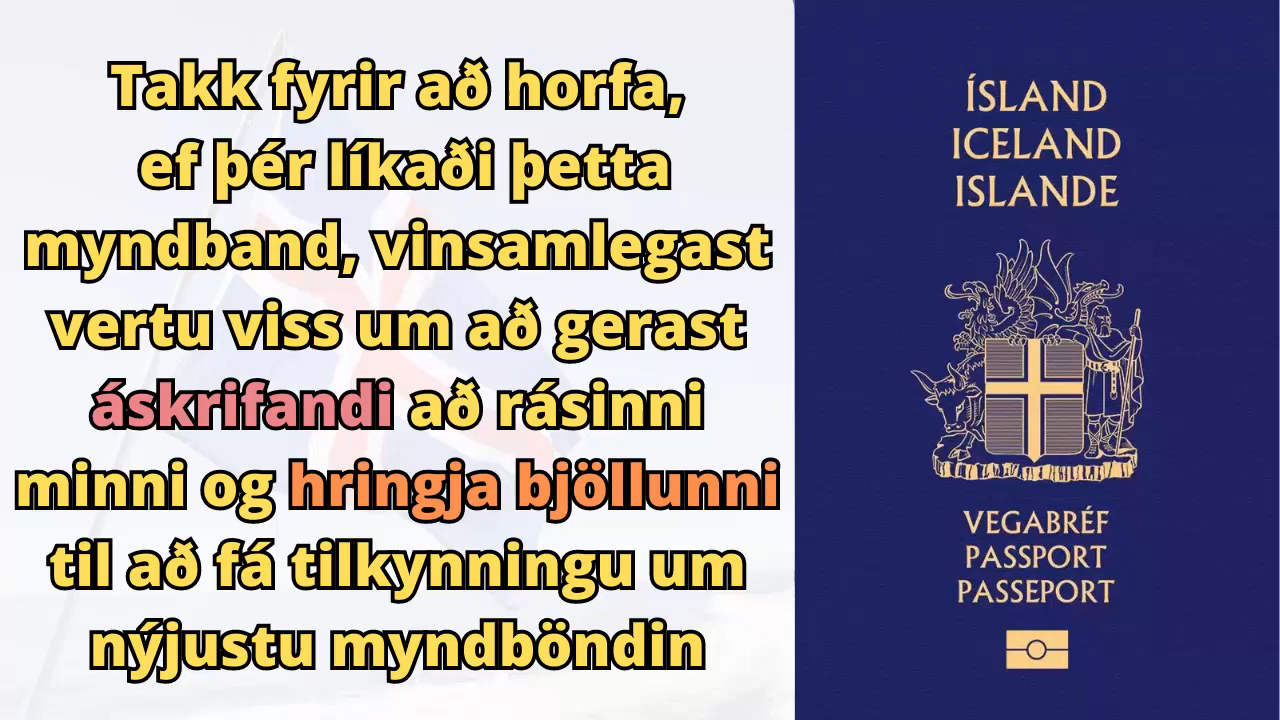 Takk fyrir að horfa,
ef þér líkaði þetta
myndband, vinsamlegast
vertu viss um að gerast
áskrifandi að rásinni
minni og hringja bjöllunni
til að fá tilkynningu um
nýjustu myndböndin
ÍSLAND
ICELAND
ISLANDE
VEGABRÉF
PASSPORT
PASSEPORT